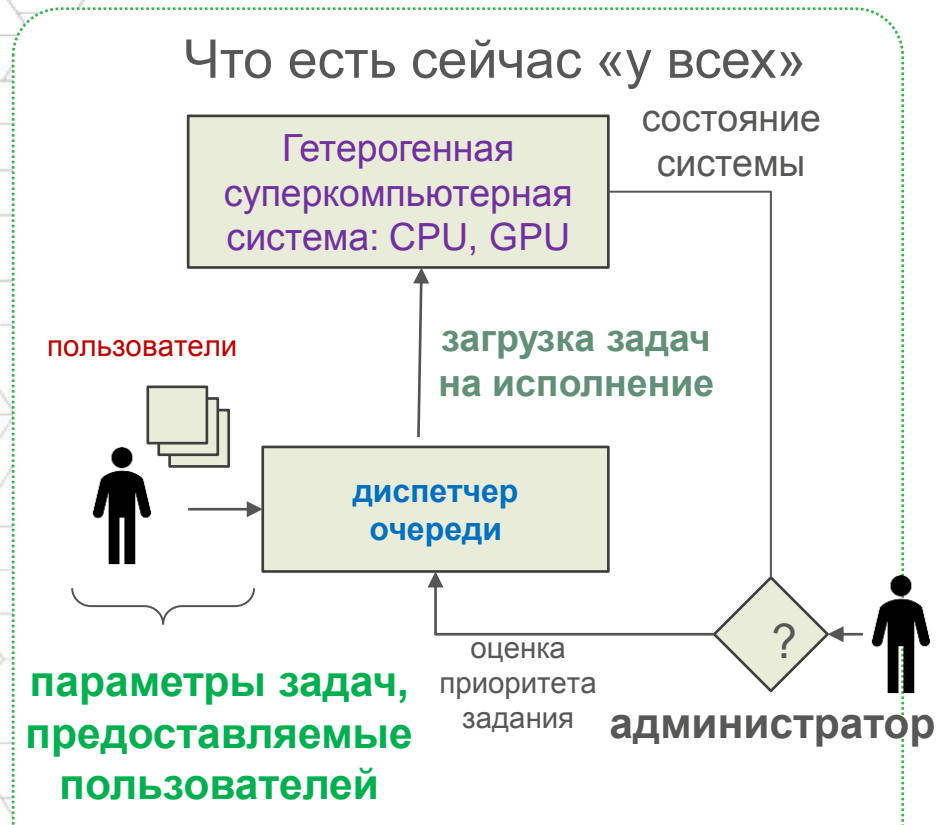 Что есть сейчас «у всех»
состояние
системы
Гетерогенная
суперкомпьютерная
система: CPU, GPU
пользователи
загрузка задач
на исполнение
диспетчер
очереди
?
оценка
приоритета
задания
администратор
параметры задач,
предоставляемые
пользователей